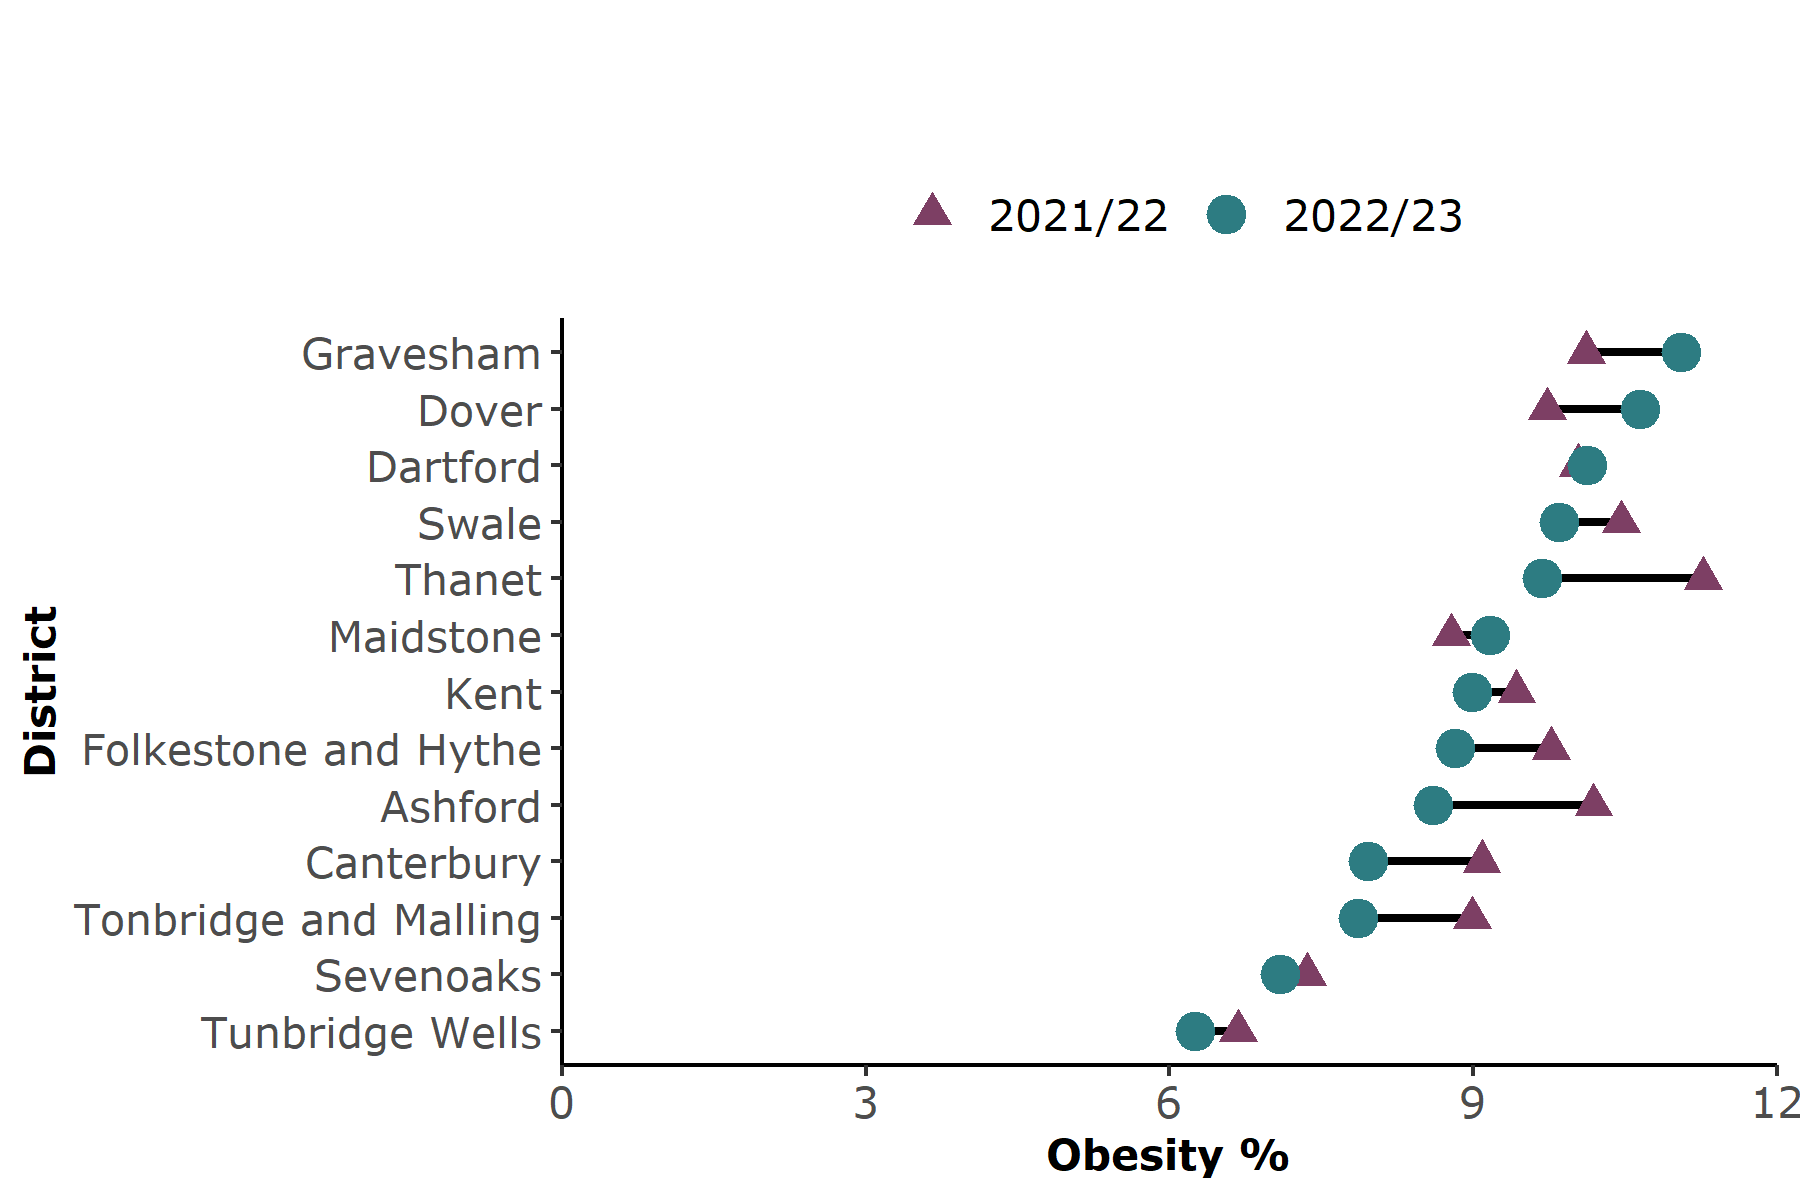 2021/22 2022/23
Gravesham
Dover
Dartford
Swale
Thanet
Maidstone
Kent
Folkestone and Hythe
Ashford
Canterbury
Tonbridge and Malling
Sevenoaks
Tunbridge Wells
District
0 3 6 9 12
Obesity %